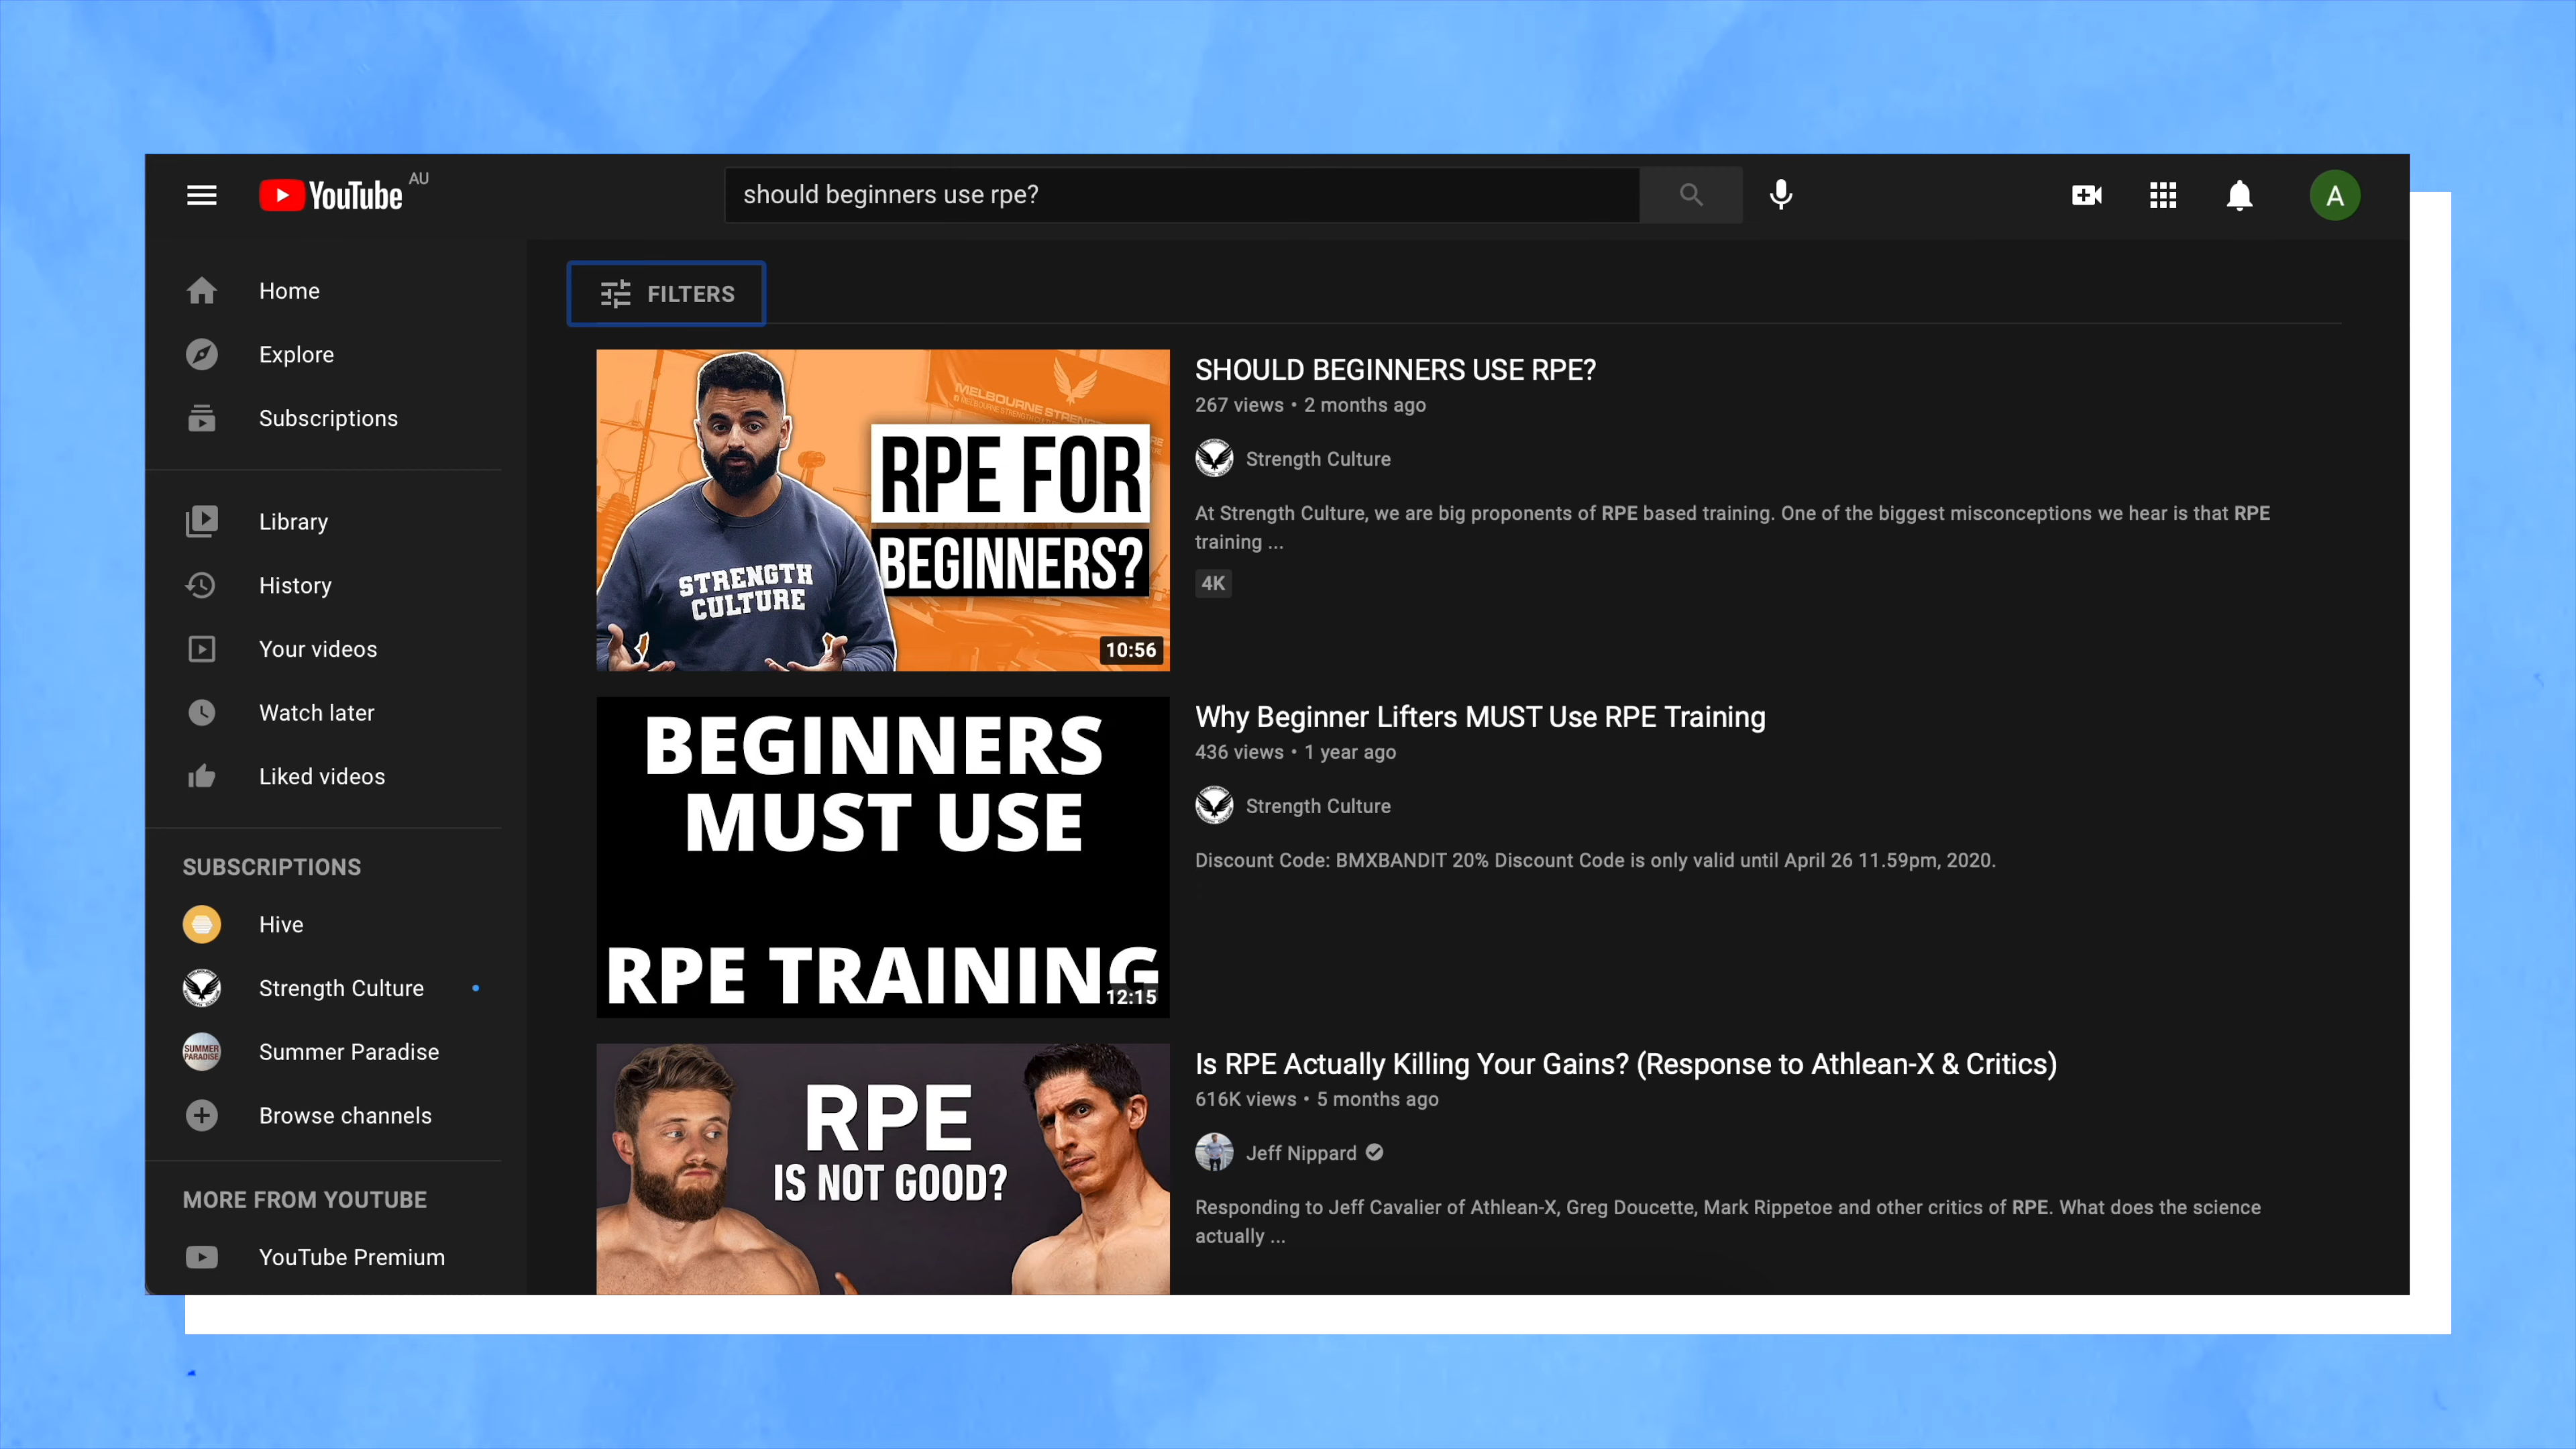 YouTube AU
should beginners use rpe?
A
Home
Explore
Subscriptions
Library
History
Your videos
Watch later
Liked videos
SUBSCRIPTIONS
Hive
Strength Culture
SUMMER
PARADISE
Summer Paradise
Browse channels
MORE FROM YOUTUBE
YouTube Premium
FILTERS
MELBOURNE STRENGTH
RPE FOR
BEGINNERS?
STRENGTH
CULTURE
10:56
SHOULD BEGINNERS USE RPE?
267 views • 2 months ago
Strength Culture
At Strength Culture, we are big proponents of RPE based training. One of the biggest misconceptions we hear is that RPE
training ...
4K
BEGINNERS
MUST USE
RPE TRAINING
12:15
Why Beginner Lifters MUST Use RPE Training
436 views • 1 year ago
Strength Culture
Discount Code: BMXBANDIT 20% Discount Code is only valid until April 26 11.59pm, 2020.
RPE
IS NOT GOOD?
Is RPE Actually Killing Your Gains? (Response to Athlean-X & Critics)
616K views • 5 months ago
Jeff Nippard
Responding to Jeff Cavalier of Athlean-X, Greg Doucette, Mark Rippetoe and other critics of RPE. What does the science
actually ...